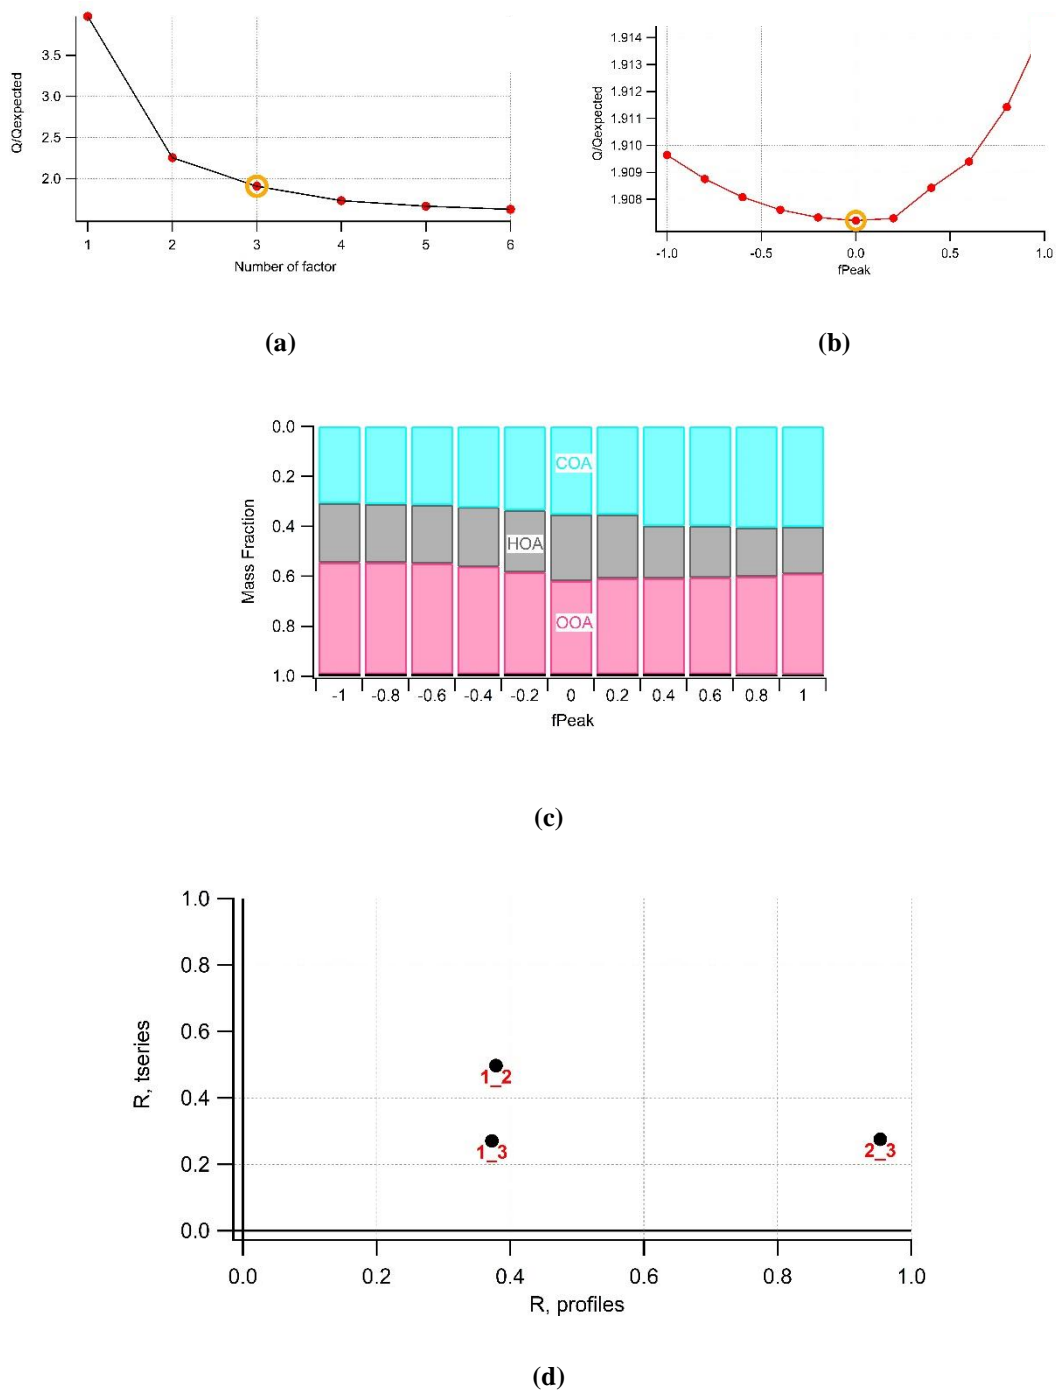 Q/Qexpected
3.5
3.0
2.5
2.0
1 2 3 4 5 6
Number of factor
(a)
Q/Qexpected
1.914
1.913
1.912
1.911
1.910
1.909
1.908
-1.0 -0.5 0.0 0.5 1.0
fPeak
(b)
Mass Fraction
0.0
0.2
0.4
0.6
0.8
1.0
COA
HOA
OOA
-1 -0.8 -0.6 -0.4 -0.2 0 0.2 0.4 0.6 0.8 1
fPeak
(c)
R, tseries
1.0
0.8
0.6
0.4
0.2
0.0
1_2
1_3
2_3
0.0 0.2 0.4 0.6 0.8 1.0
R, profiles
(d)